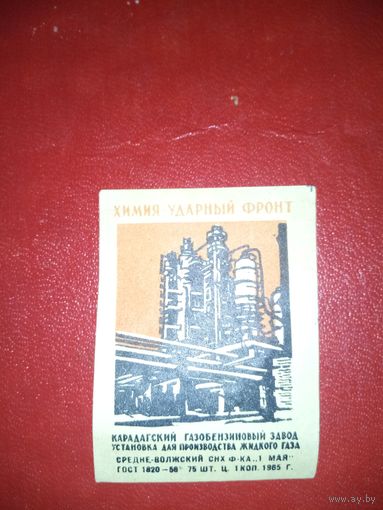 ХИМИЯ УДАРНЫЙ ФРОНТ
КАРАДАГСКИЙ ГАЗОБЕНЗИНОВЫЙ ЗАВОД
УСТАНОВКА ДЛЯ ПРОИЗВОДСТВА ЖИДКОГО ГАЗА
СРЕДНЕ-ВОЛЖСКИЙ СНХ Ф-КА „1 МАЯ"
ГОСТ 1820-56 75 ШТ. Ц. 1 КОП. 1965 Г.
www.ay.by